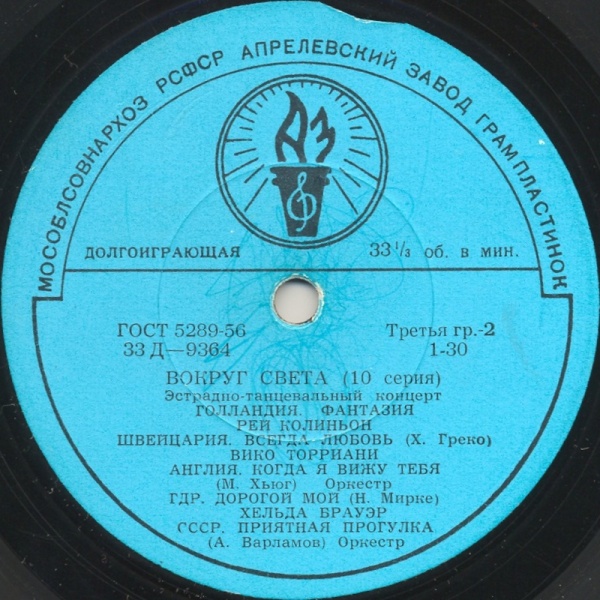 МОСОБЛСОВНАРХОЗ РСФСР АПРЕЛЕВСКИЙ ЗАВОД ГРАМПЛАСТИНОК
АЗ
ДОЛГОИГРАЮЩАЯ
33⅓ об. в мин.
ГОСТ 5289-56
Третья гр.-2
33 Д—9364
1-30
ВОКРУГ СВЕТА (10 серия)
Эстрадно-танцевальный концерт
ГОЛЛАНДИЯ. ФАНТАЗИЯ
РЕЙ КОЛИНЬОН
ШВЕЙЦАРИЯ. ВСЕГДА ЛЮБОВЬ (Х. Греко)
ВИКО ТОРРИАНИ
АНГЛИЯ. КОГДА Я ВИЖУ ТЕБЯ
(М. Хьюг) Оркестр
ГДР. ДОРОГОЙ МОЙ (Н. Мирке)
ХЕЛЬДА БРАУЭР
СССР. ПРИЯТНАЯ ПРОГУЛКА
(А. Варламов) Оркестр